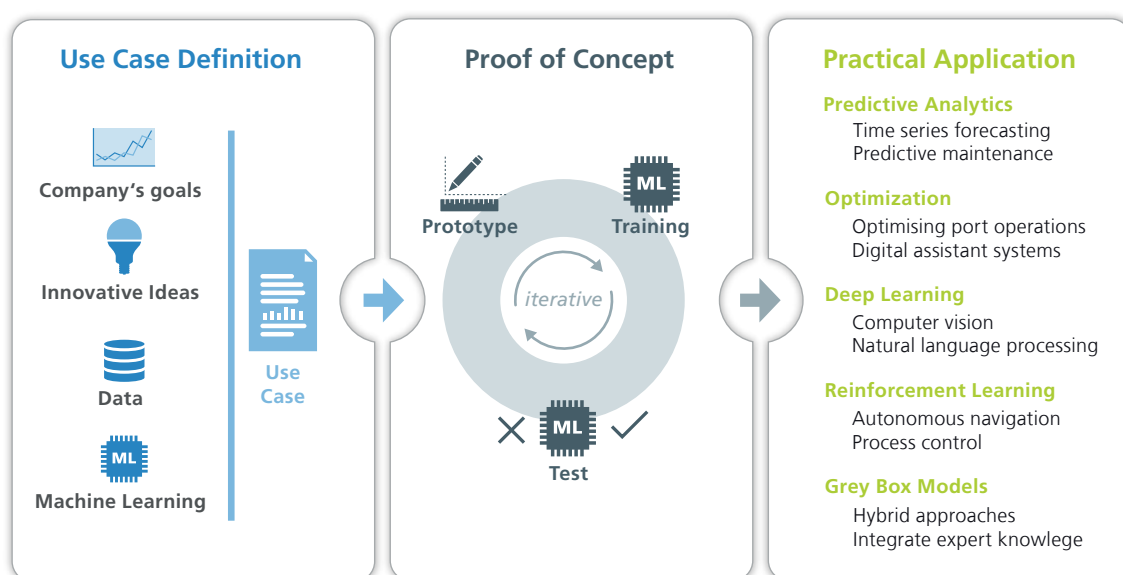 Use Case Definition
Company's goals
Innovative Ideas
Data
ML
Machine Learning
Use
Case
Proof of Concept
Prototype
ML
Training
iterative
ML
Test
Practical Application
Predictive Analytics
Time series forecasting
Predictive maintenance
Optimization
Optimising port operations
Digital assistant systems
Deep Learning
Computer vision
Natural language processing
Reinforcement Learning
Autonomous navigation
Process control
Grey Box Models
Hybrid approaches
Integrate expert knowlege